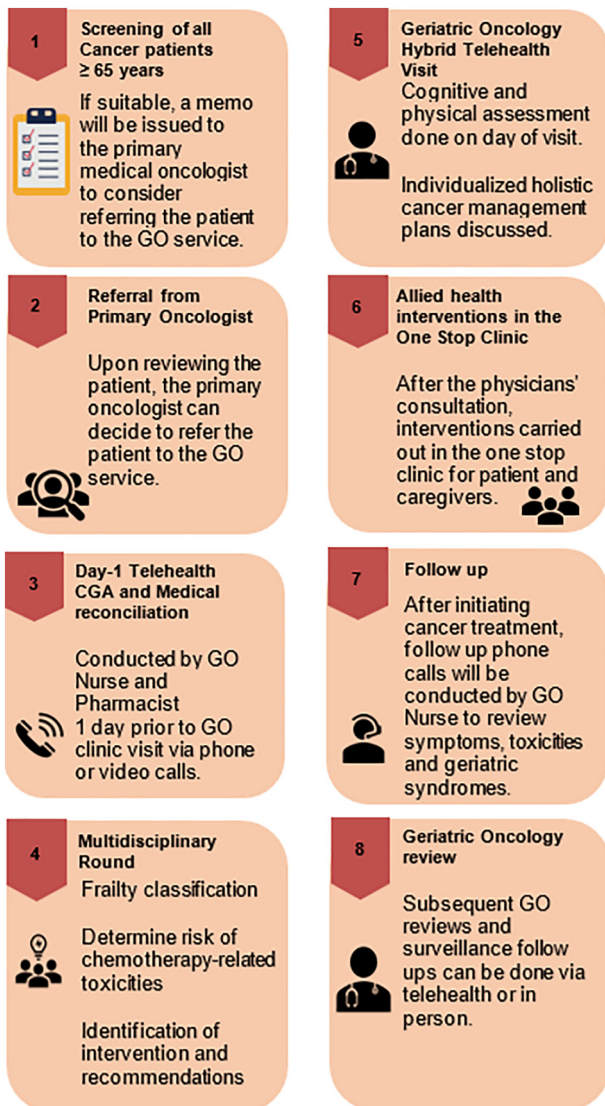 1
Screening of all
Cancer patients
≥ 65 years
If suitable, a memo
will be issued to
the primary
medical oncologist
to consider
referring the patient
to the GO service.
2
Referral from
Primary Oncologist
Upon reviewing the
patient, the primary
oncologist can
decide to refer the
patient to the GO
service.
3
Day-1 Telehealth
CGA and Medical
reconciliation
Conducted by GO
Nurse and
Pharmacist
1 day prior to GO
clinic visit via phone
or video calls.
4
Multidisciplinary
Round
Frailty classification
Determine risk of
chemotherapy-related
toxicities
Identification of
intervention and
recommendations
5
Geriatric Oncology
Hybrid Telehealth
Visit
Cognitive and
physical assessment
done on day of visit.
Individualized holistic
cancer management
plans discussed.
6
Allied health
interventions in the
One Stop Clinic
After the physicians'
consultation,
interventions carried
out in the one stop
clinic for patient and
caregivers.
7
Follow up
After initiating
cancer treatment,
follow up phone
calls will be
conducted by GO
Nurse to review
symptoms, toxicities
and geriatric
syndromes.
8
Geriatric Oncology
review
Subsequent GO
reviews and
surveillance follow
ups can be done via
telehealth or in
person.